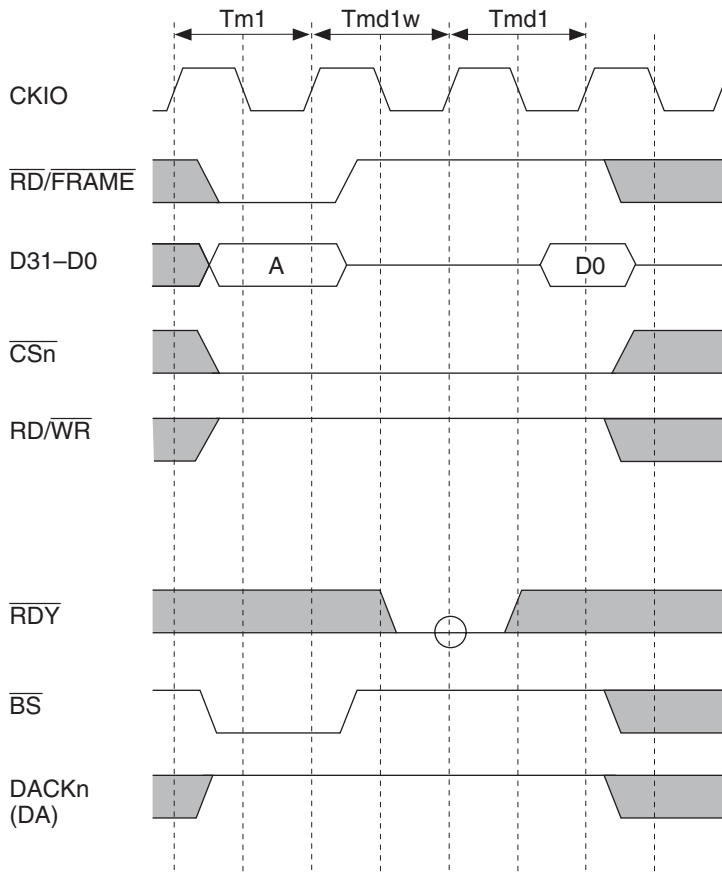 Tm1 Tmd1w Tmd1
CKIO
RD/FRAME
D31–D0 A D0
CSn
RD/WR
RDY
BS
DACKn
(DA)